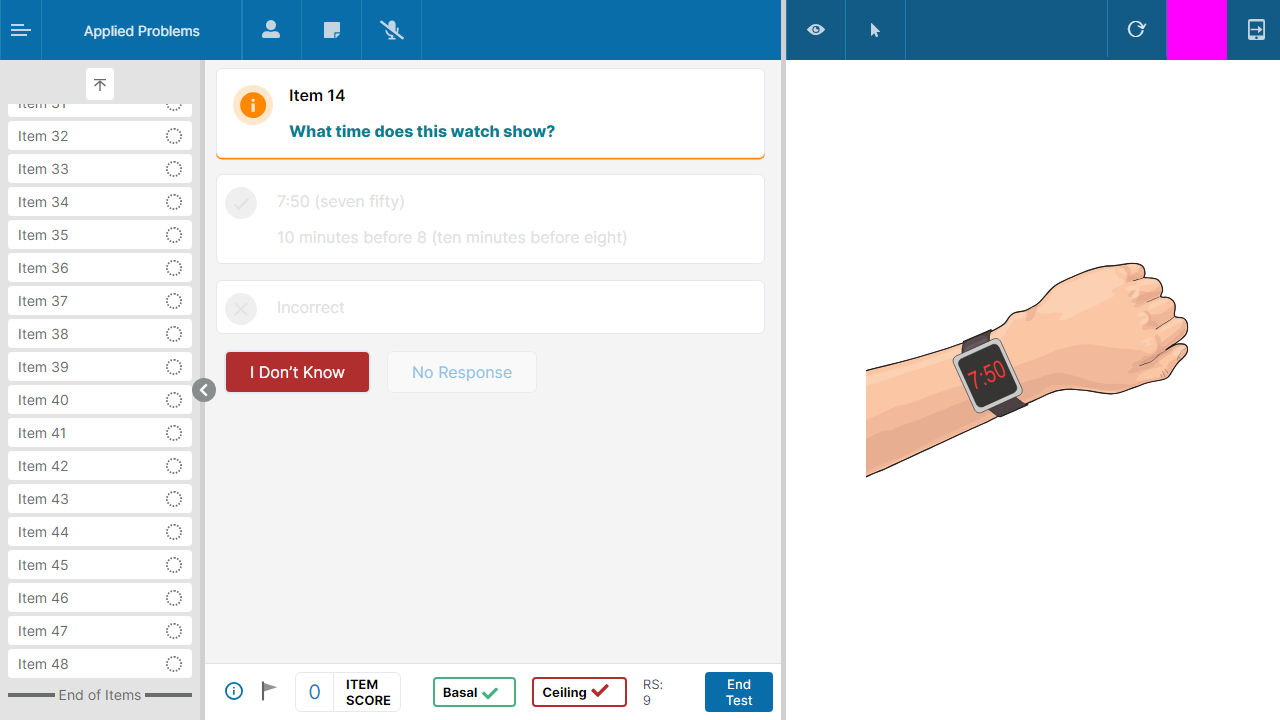 Applied Problems
Item 31
Item 32
Item 33
Item 34
Item 35
Item 36
Item 37
Item 38
Item 39
Item 40
Item 41
Item 42
Item 43
Item 44
Item 45
Item 46
Item 47
Item 48
End of Items
Item 14
What time does this watch show?
7:50 (seven fifty)
10 minutes before 8 (ten minutes before eight)
Incorrect
I Don’t Know
No Response
0
ITEM
SCORE
Basal
Ceiling
RS:
9
End
Test
7:50